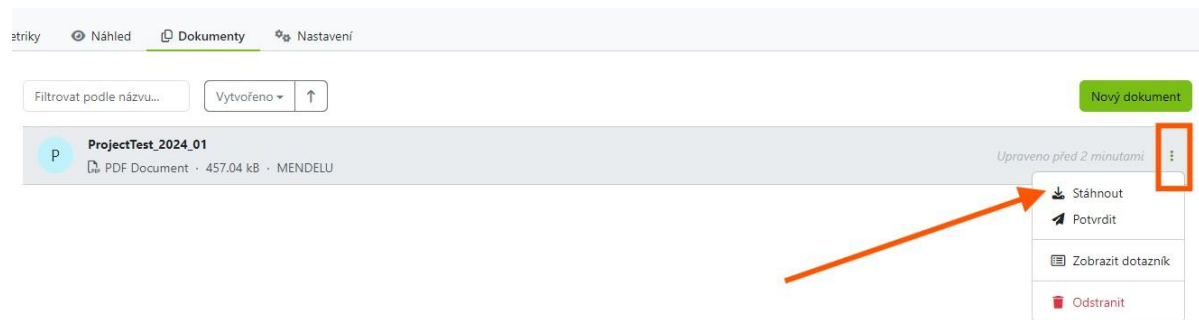 etriky Náhled Dokumenty Nastavení
Filtrovat podle názvu... Vytvořeno ↑ Nový dokument
P ProjectTest_2024_01
PDF Document · 457.04 kB · MENDELU Upraveno před 2 minutami
Stáhnout
Potvrdit
Zobrazit dotazník
Odstranit